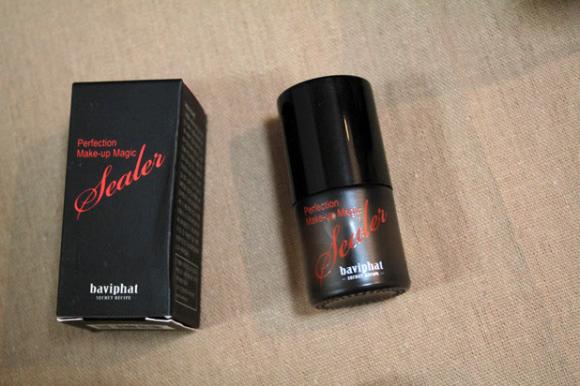 Perfection
Make-up Magic
Sealer
baviphat
SECRET RECIPE
Perfection
Make-up Magic
Sealer
baviphat
SECRET RECIPE